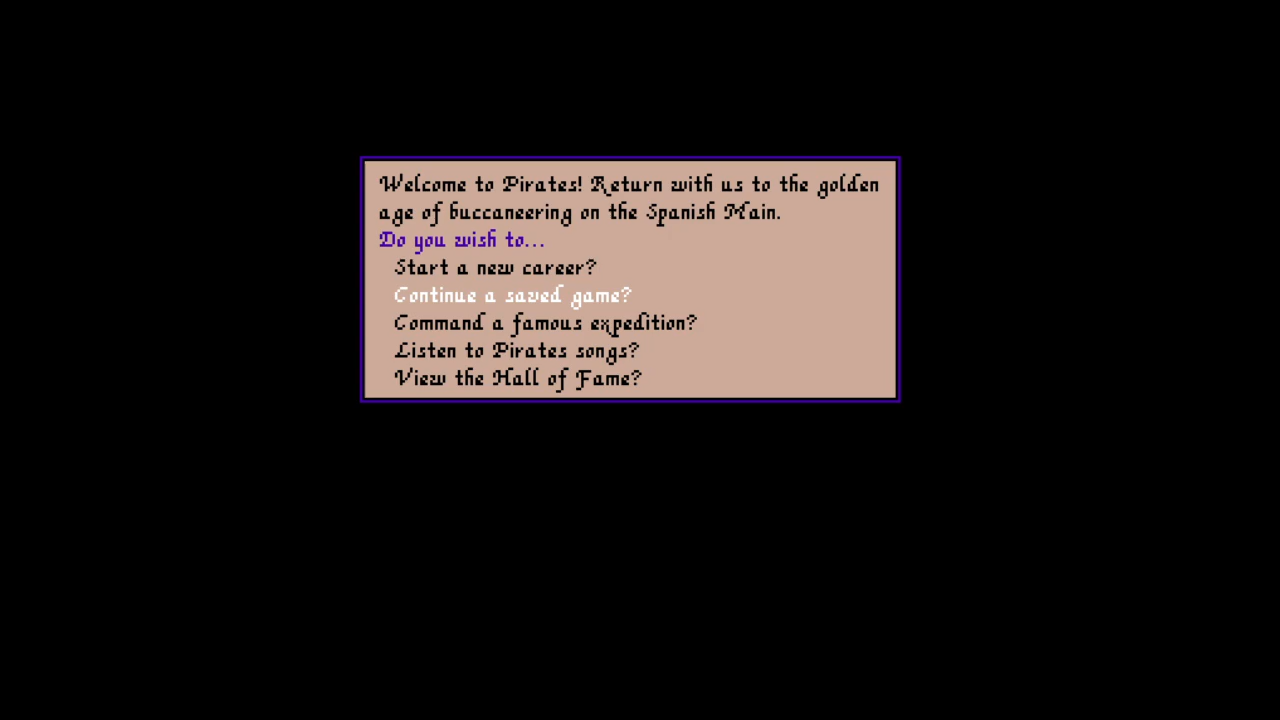 Welcome to Pirates! Return with us to the golden
age of buccaneering on the Spanish Main.
Do you wish to...
Start a new career?
Continue a saved game?
Command a famous expedition?
Listen to Pirates songs?
View the Hall of Fame?